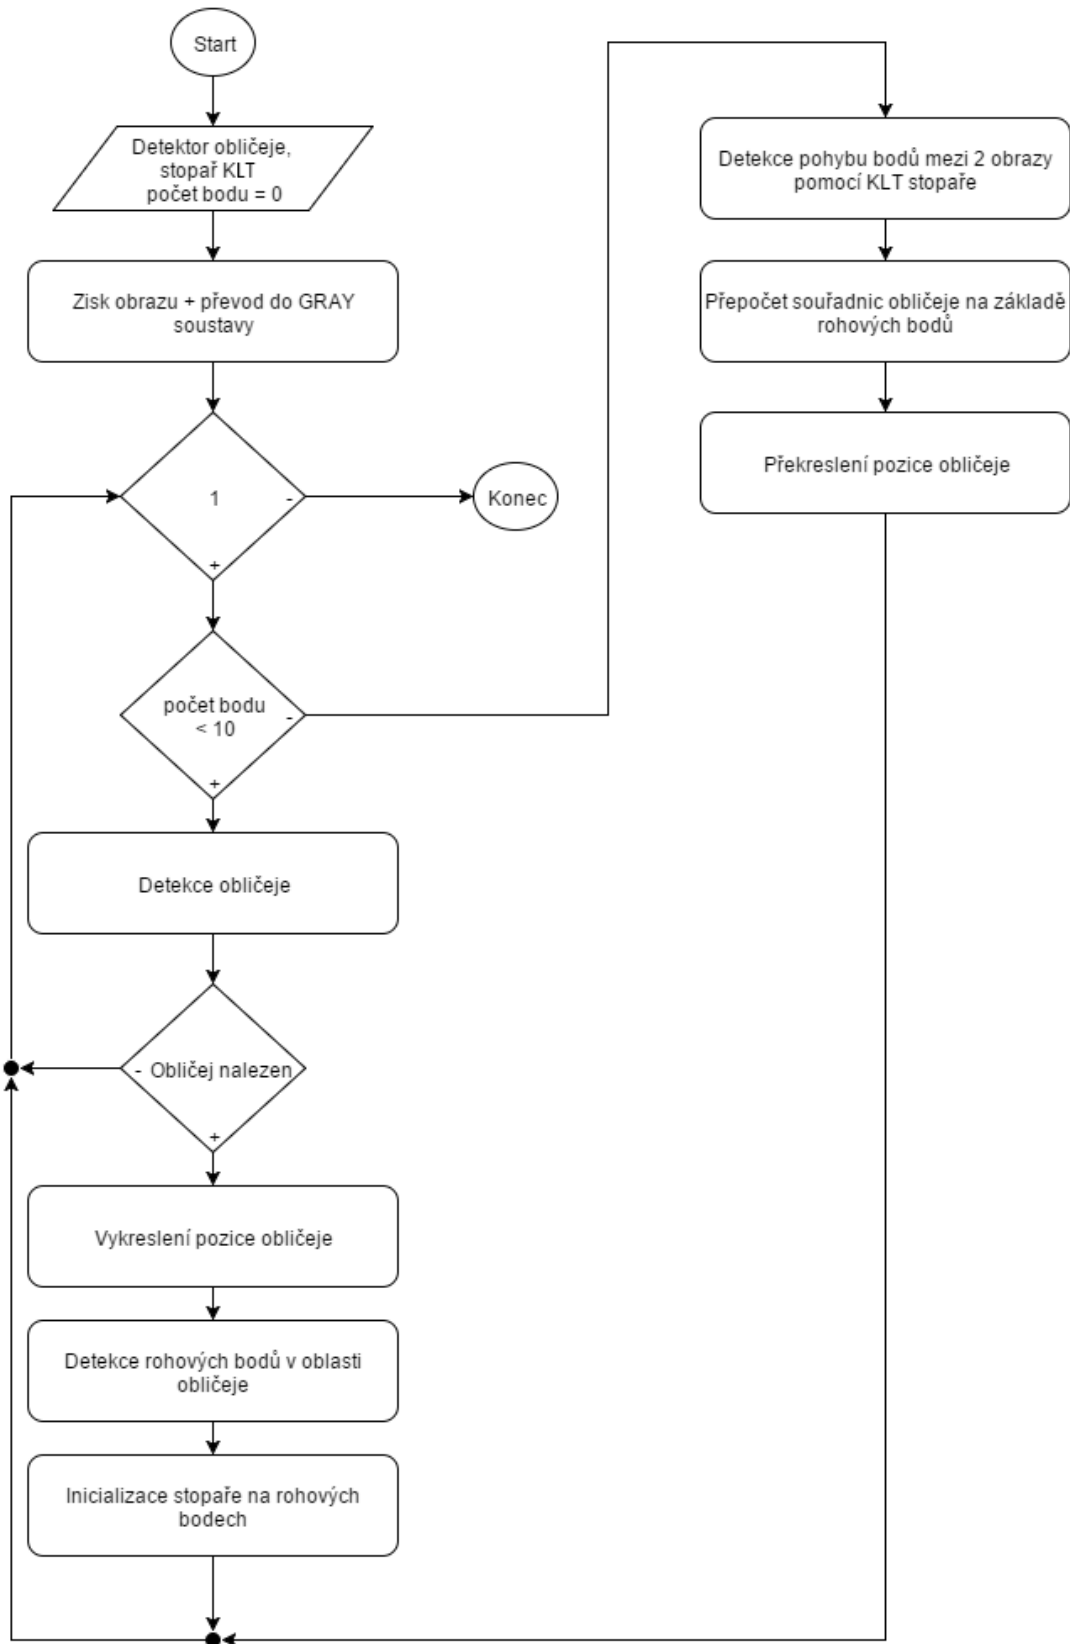 Start
Detektor obličeje,
stopař KLT
počet bodu = 0
Zisk obrazu + převod do GRAY
soustavy
1
-
+
Konec
počet bodu
< 10
-
+
Detekce obličeje
- Obličej nalezen
+
Vykreslení pozice obličeje
Detekce rohových bodů v oblasti
obličeje
Inicializace stopaře na rohových
bodech
Detekce pohybu bodů mezi 2 obrazy
pomocí KLT stopaře
Přepočet souřadnic obličeje na základě
rohových bodů
Překreslení pozice obličeje